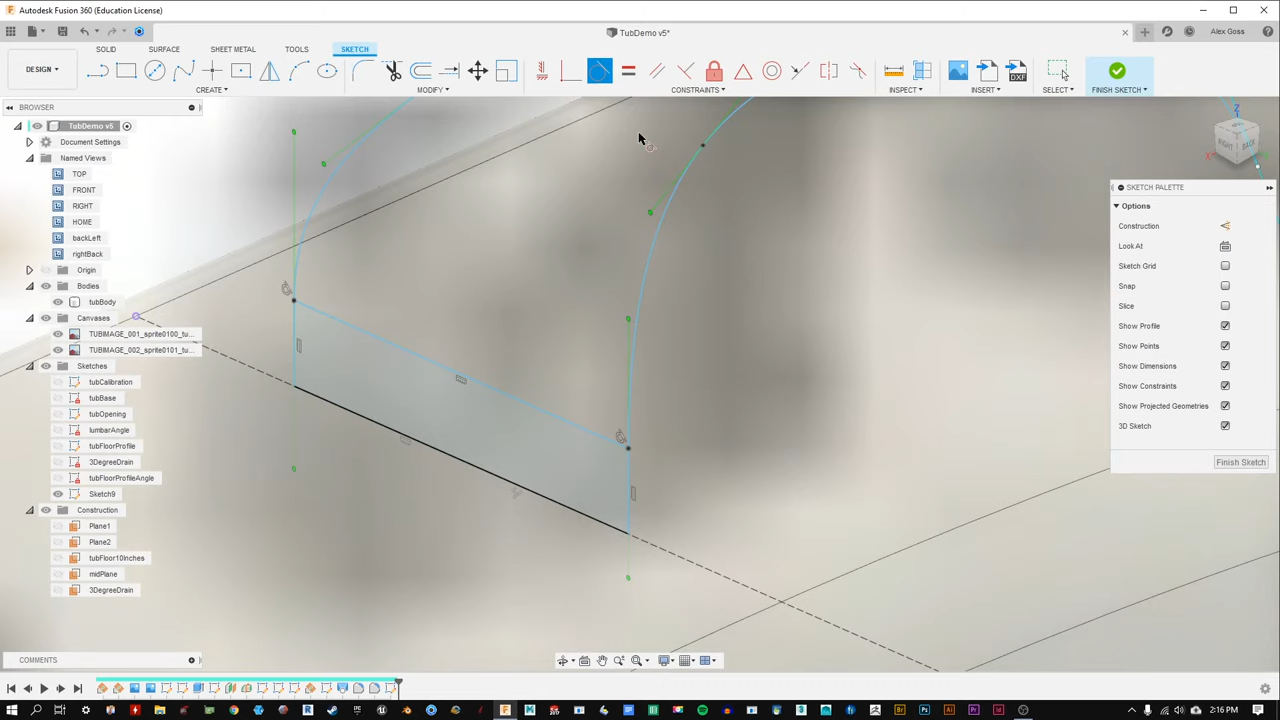 Autodesk Fusion 360 (Education License)
TubDemo v5*
Alex Goss
DESIGN
SOLID
SURFACE
SHEET METAL
TOOLS
SKETCH
CREATE
MODIFY
CONSTRAINTS
INSPECT
INSERT
SELECT
FINISH SKETCH
DXF
BROWSER
TubDemo v5
Document Settings
Named Views
TOP
FRONT
RIGHT
HOME
backLeft
rightBack
Origin
Bodies
tubBody
Canvases
TUBIMAGE_001_sprite0100_tu...
TUBIMAGE_002_sprite0101_tu...
Sketches
tubCalibration
tubBase
tubOpening
lumbarAngle
tubFloorProfile
3DegreeDrain
tubFloorProfileAngle
Sketch9
Construction
Plane1
Plane2
tubFloor10Inches
midPlane
3DegreeDrain
COMMENTS
Z
RIGHT
BACK
SKETCH PALETTE
Options
Construction
Look At
Sketch Grid
Snap
Slice
Show Profile
Show Points
Show Dimensions
Show Constraints
Show Projected Geometries
3D Sketch
Finish Sketch
2:16 PM